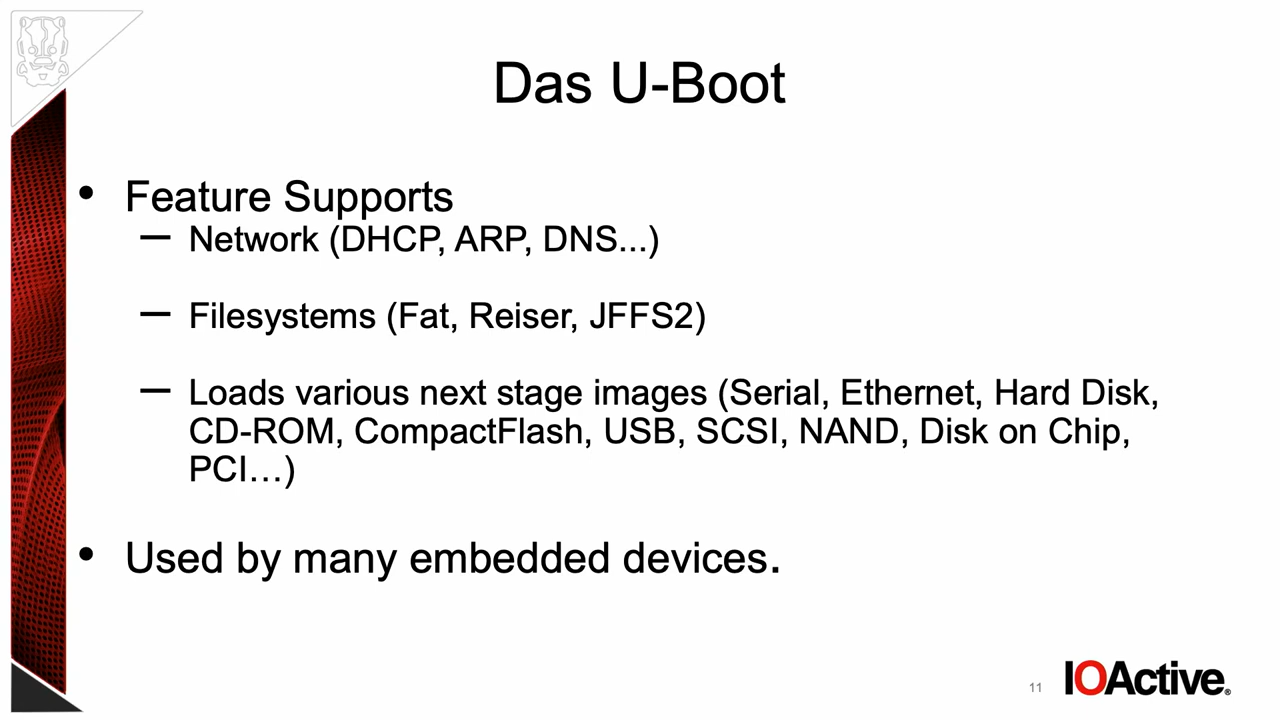 Das U-Boot
• Feature Supports
– Network (DHCP, ARP, DNS...)
– Filesystems (Fat, Reiser, JFFS2)
– Loads various next stage images (Serial, Ethernet, Hard Disk,
CD-ROM, CompactFlash, USB, SCSI, NAND, Disk on Chip,
PCI…)
• Used by many embedded devices.
11
IOActive®